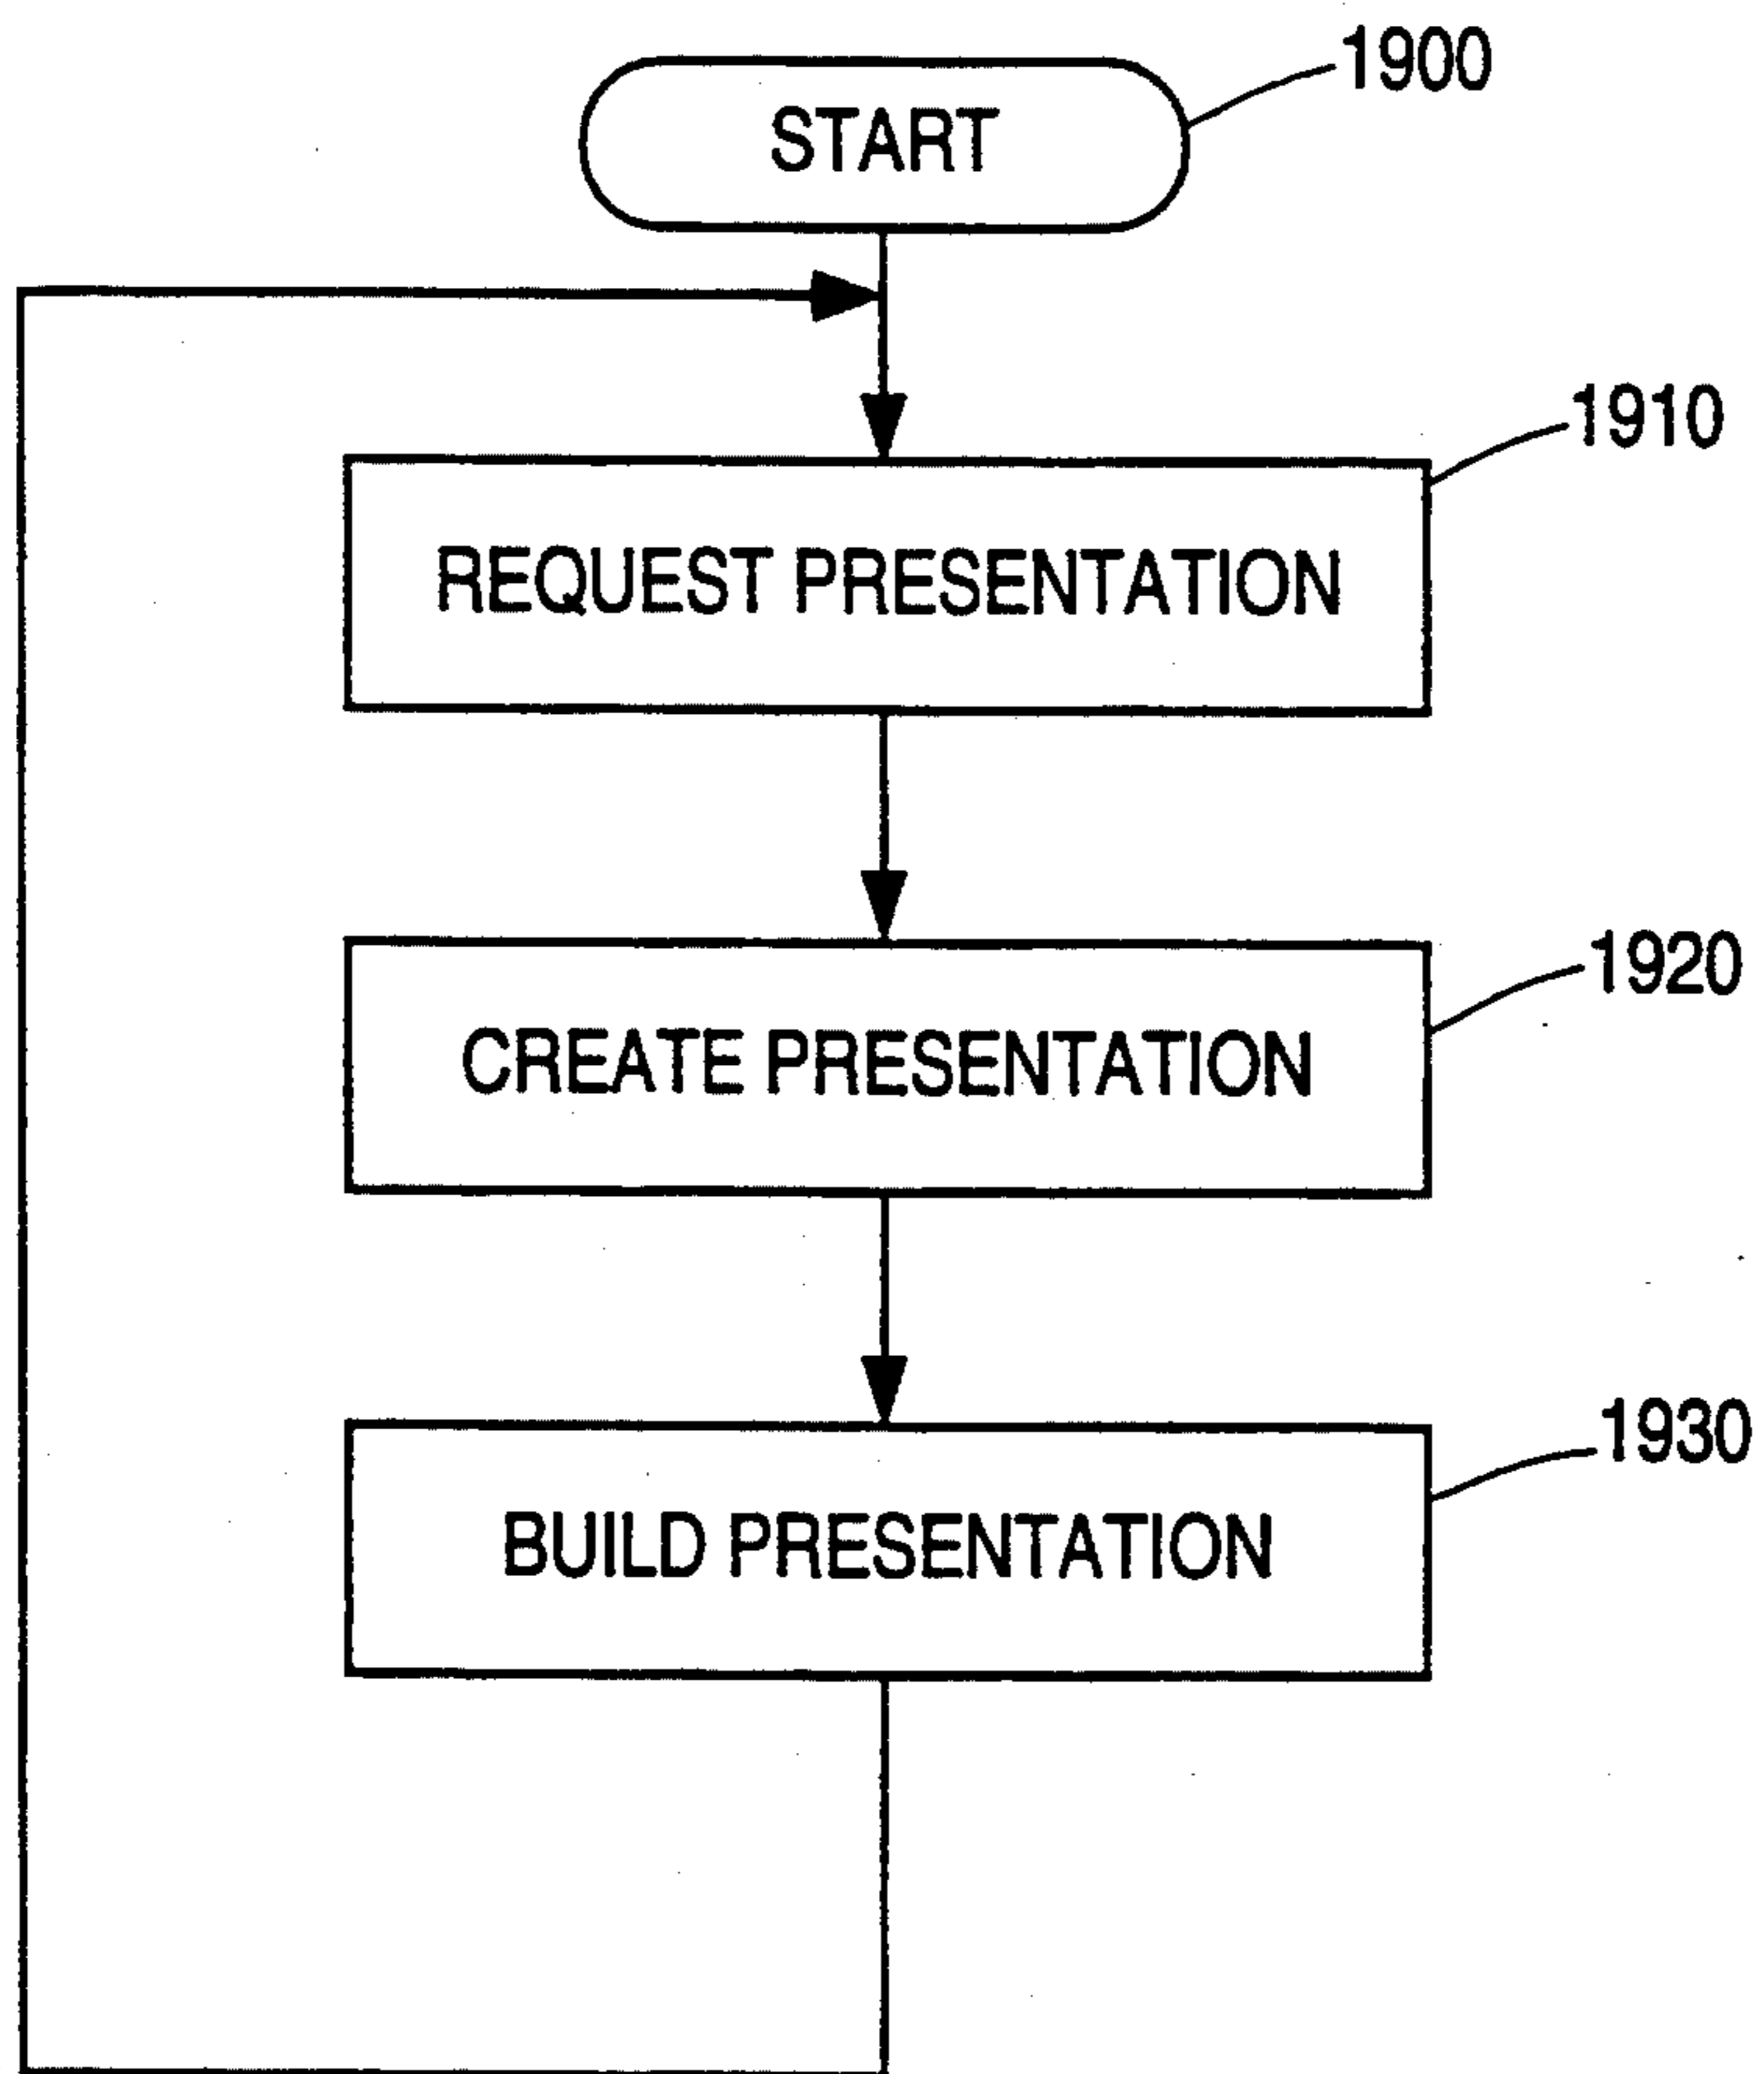 1900
START
1910
REQUEST PRESENTATION
1920
CREATE PRESENTATION
1930
BUILD PRESENTATION